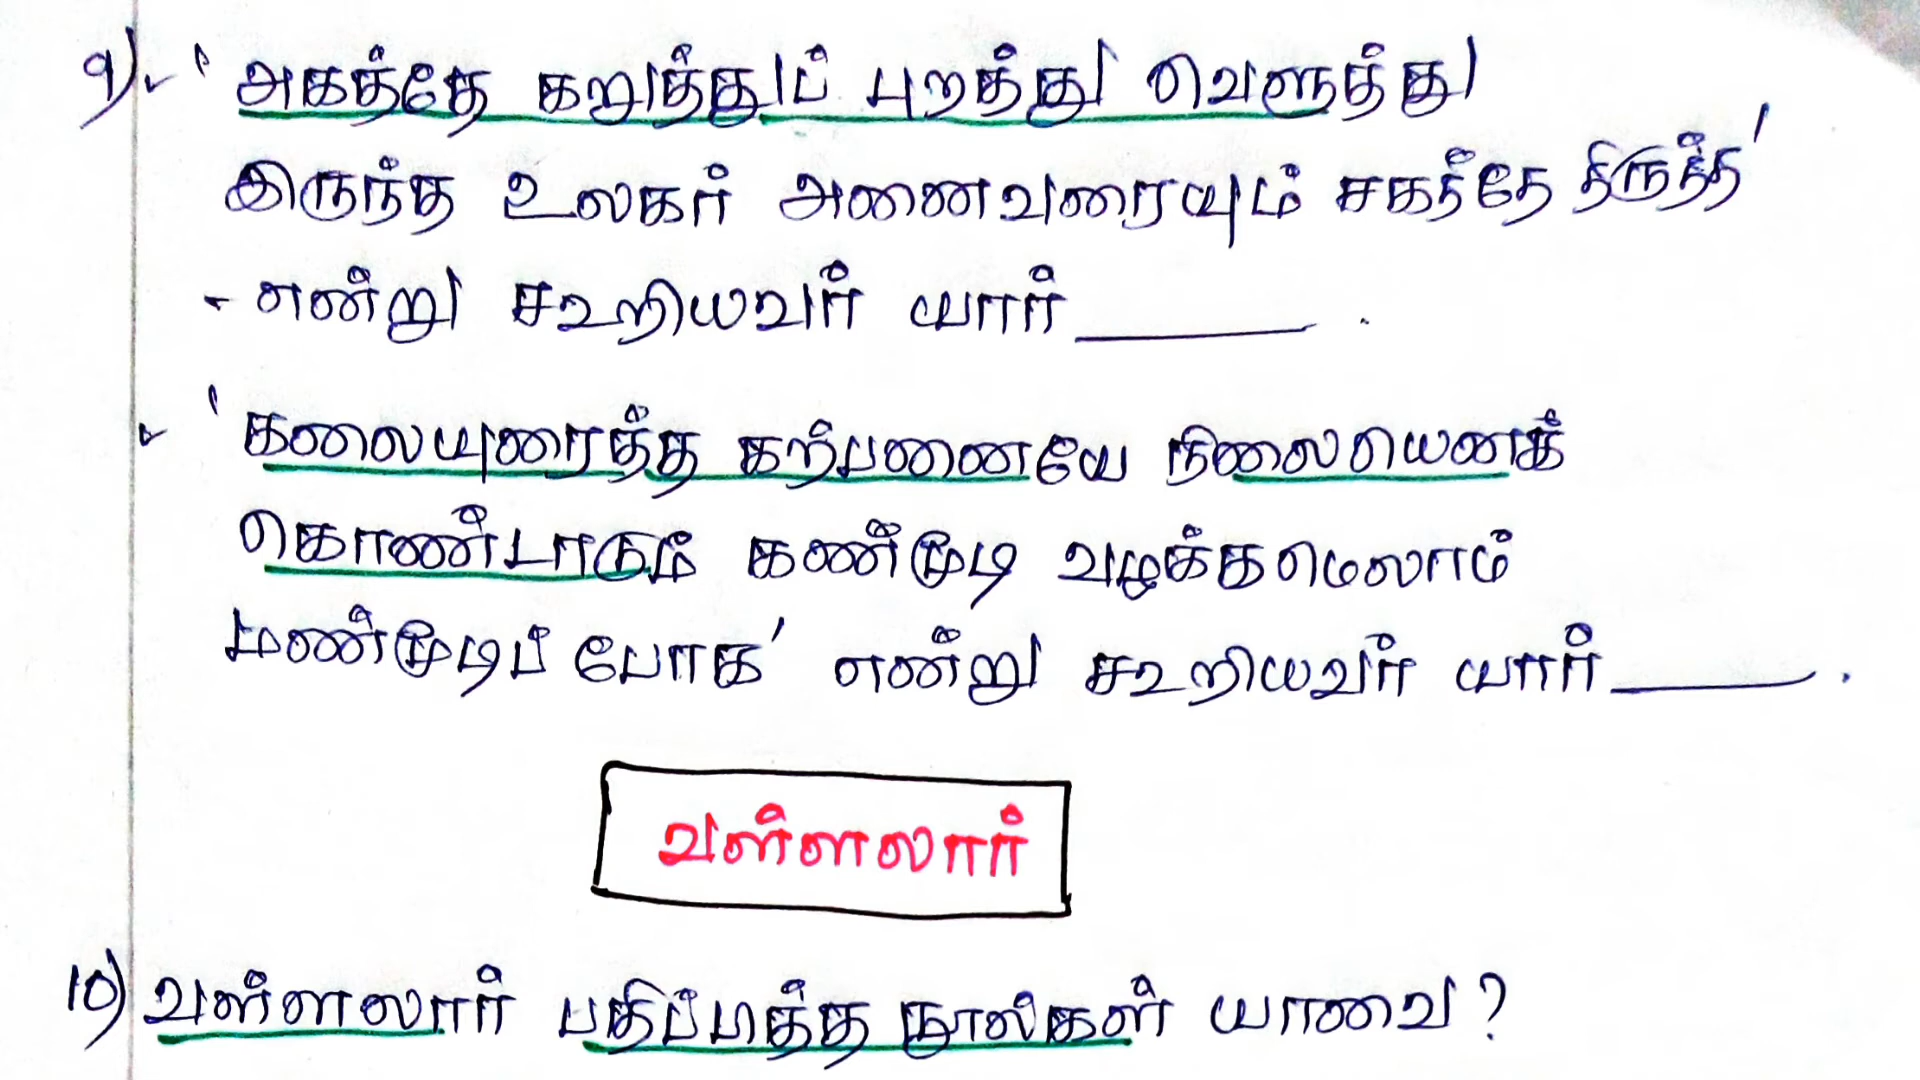 9) ' அகத்தே கறுத்துப் புறத்து வெளுத்து
இருந்த உலகர் அனைவரையும் சகத்தே திருத்த'
- என்று கூறியவர் யார் ______ .
' கலையுரைத்த கற்பனையே நிலையெனக்
கொண்டாடும் கண்மூடி வழக்கமெலாம்
மண்மூடிப் போக' என்று கூறியவர் யார் ______ .
வள்ளலார்
10) வள்ளலார் பதிப்பித்த நூல்கள் யாவை ?